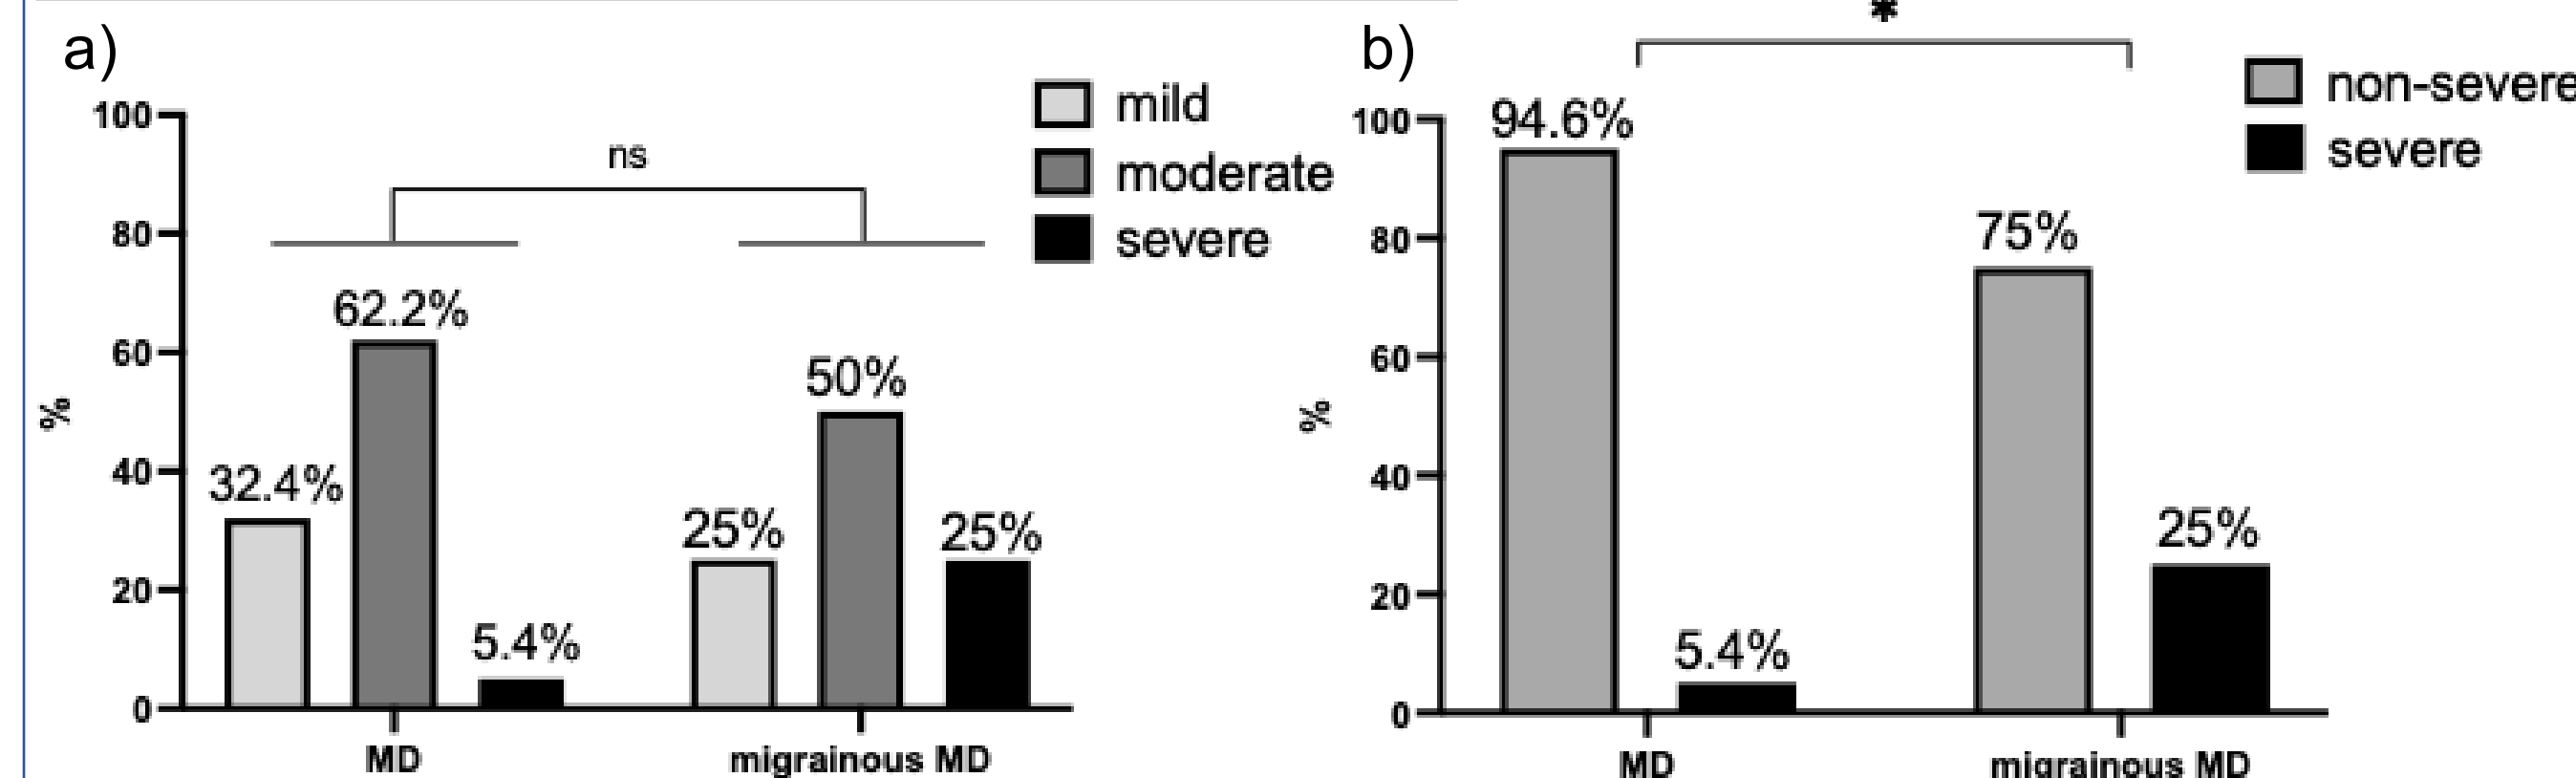 a)
ns
mild
moderate
severe
100
80
60
40
20
0
%
32.4%
62.2%
5.4%
25%
50%
25%
MD
migrainous MD
b)
*
non-severe
severe
100
80
60
40
20
0
%
94.6%
5.4%
75%
25%
MD
migrainous MD